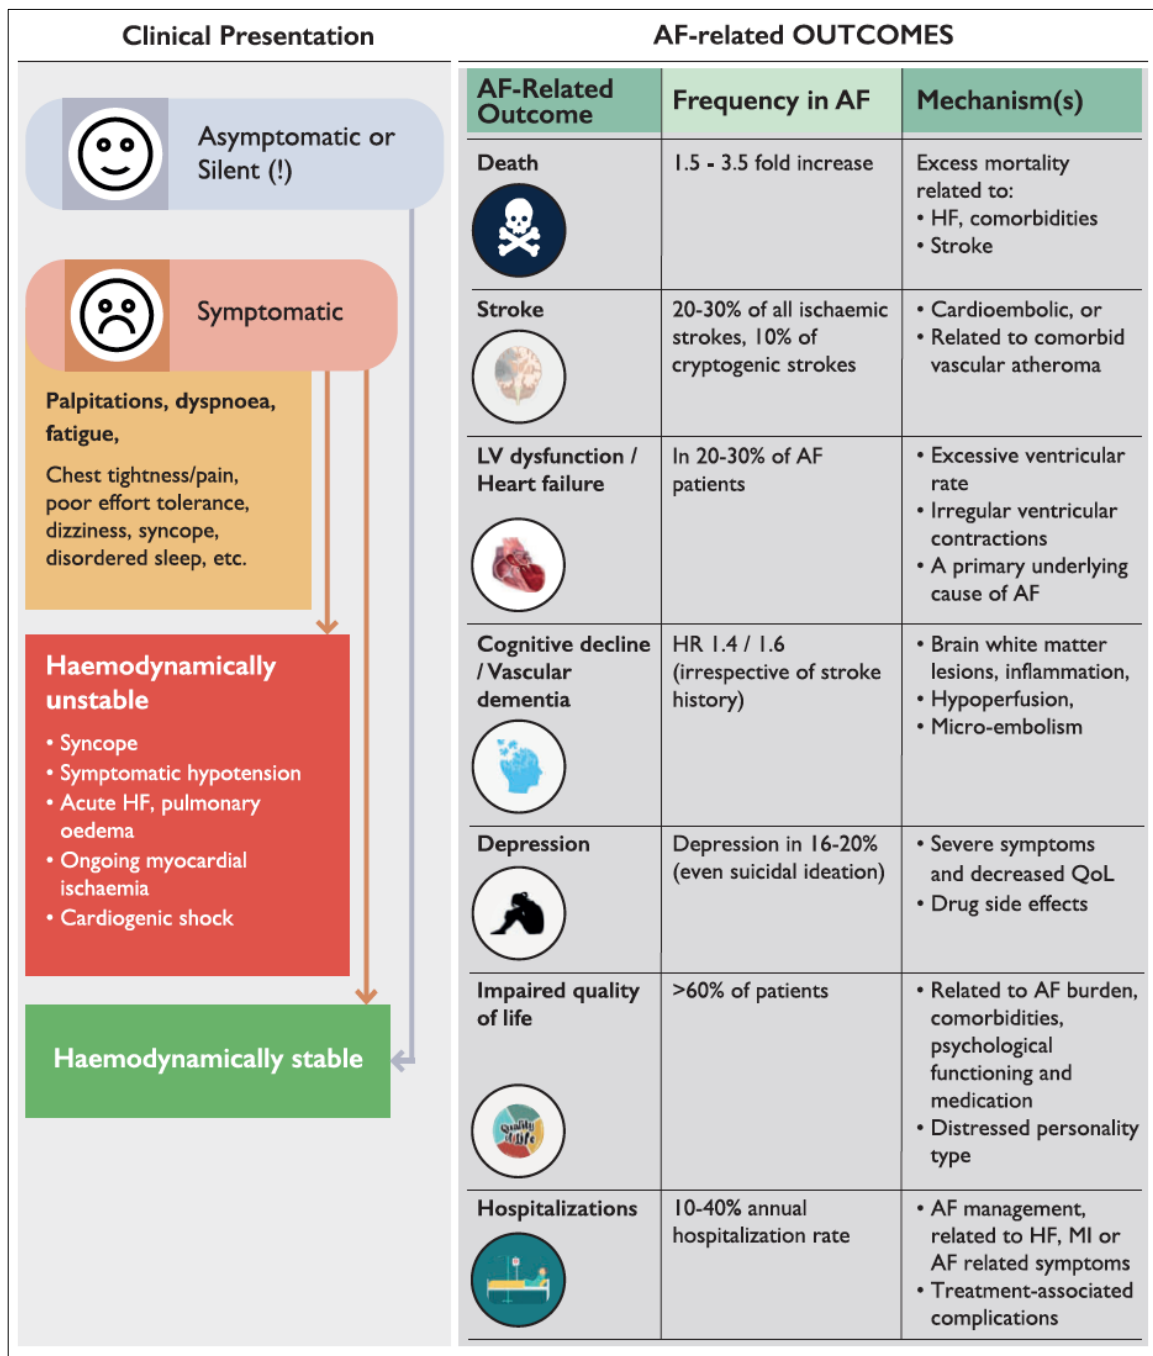 Clinical Presentation
Asymptomatic or
Silent (!)
Symptomatic
Palpitations, dyspnoea,
fatigue,
Chest tightness/pain,
poor effort tolerance,
dizziness, syncope,
disordered sleep, etc.
Haemodynamically
unstable
• Syncope
• Symptomatic hypotension
• Acute HF, pulmonary
oedema
• Ongoing myocardial
ischaemia
• Cardiogenic shock
Haemodynamically stable
AF-related OUTCOMES
AF-Related
Outcome
Frequency in AF
Mechanism(s)
Death
1.5 - 3.5 fold increase
Excess mortality
related to:
• HF, comorbidities
• Stroke
Stroke
20-30% of all ischaemic
strokes, 10% of
cryptogenic strokes
• Cardioembolic, or
• Related to comorbid
vascular atheroma
LV dysfunction /
Heart failure
In 20-30% of AF
patients
• Excessive ventricular
rate
• Irregular ventricular
contractions
• A primary underlying
cause of AF
Cognitive decline
/ Vascular
dementia
HR 1.4 / 1.6
(irrespective of stroke
history)
• Brain white matter
lesions, inflammation,
• Hypoperfusion,
• Micro-embolism
Depression
Depression in 16-20%
(even suicidal ideation)
• Severe symptoms
and decreased QoL
• Drug side effects
Impaired quality
of life
Quality
of Life
>60% of patients
• Related to AF burden,
comorbidities,
psychological
functioning and
medication
• Distressed personality
type
Hospitalizations
10-40% annual
hospitalization rate
• AF management,
related to HF, MI or
AF related symptoms
• Treatment-associated
complications